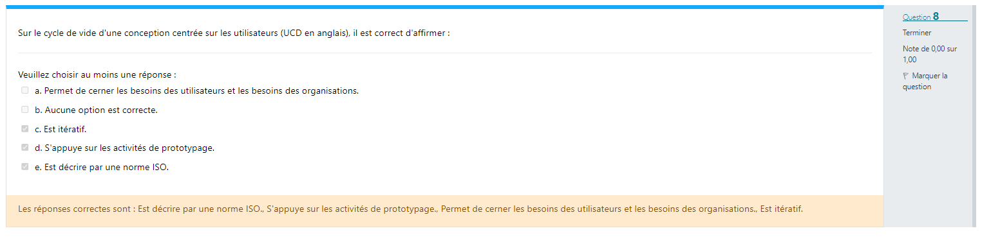 Sur le cycle de vide d'une conception centrée sur les utilisateurs (UCD en anglais), il est correct d'affirmer :
Veuillez choisir au moins une réponse :
a. Permet de cerner les besoins des utilisateurs et les besoins des organisations.
b. Aucune option est correcte.
c. Est itératif.
d. S'appuye sur les activités de prototypage.
e. Est décrire par une norme ISO.
Les réponses correctes sont : Est décrire par une norme ISO., S'appuye sur les activités de prototypage., Permet de cerner les besoins des utilisateurs et les besoins des organisations., Est itératif.
Question 8
Terminer
Note de 0,00 sur
1,00
Marquer la
question